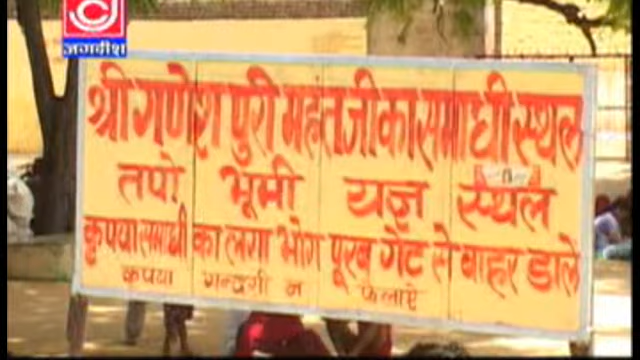 जगदीश
श्री गणेश पुरी महंत जी का समाधी स्थल
तपो भूमी यज्ञ स्थल
कृपया समाधी का लगा भोग पूरब गेट से बाहर डाले
कृपया गन्दगी न फैलाऐ